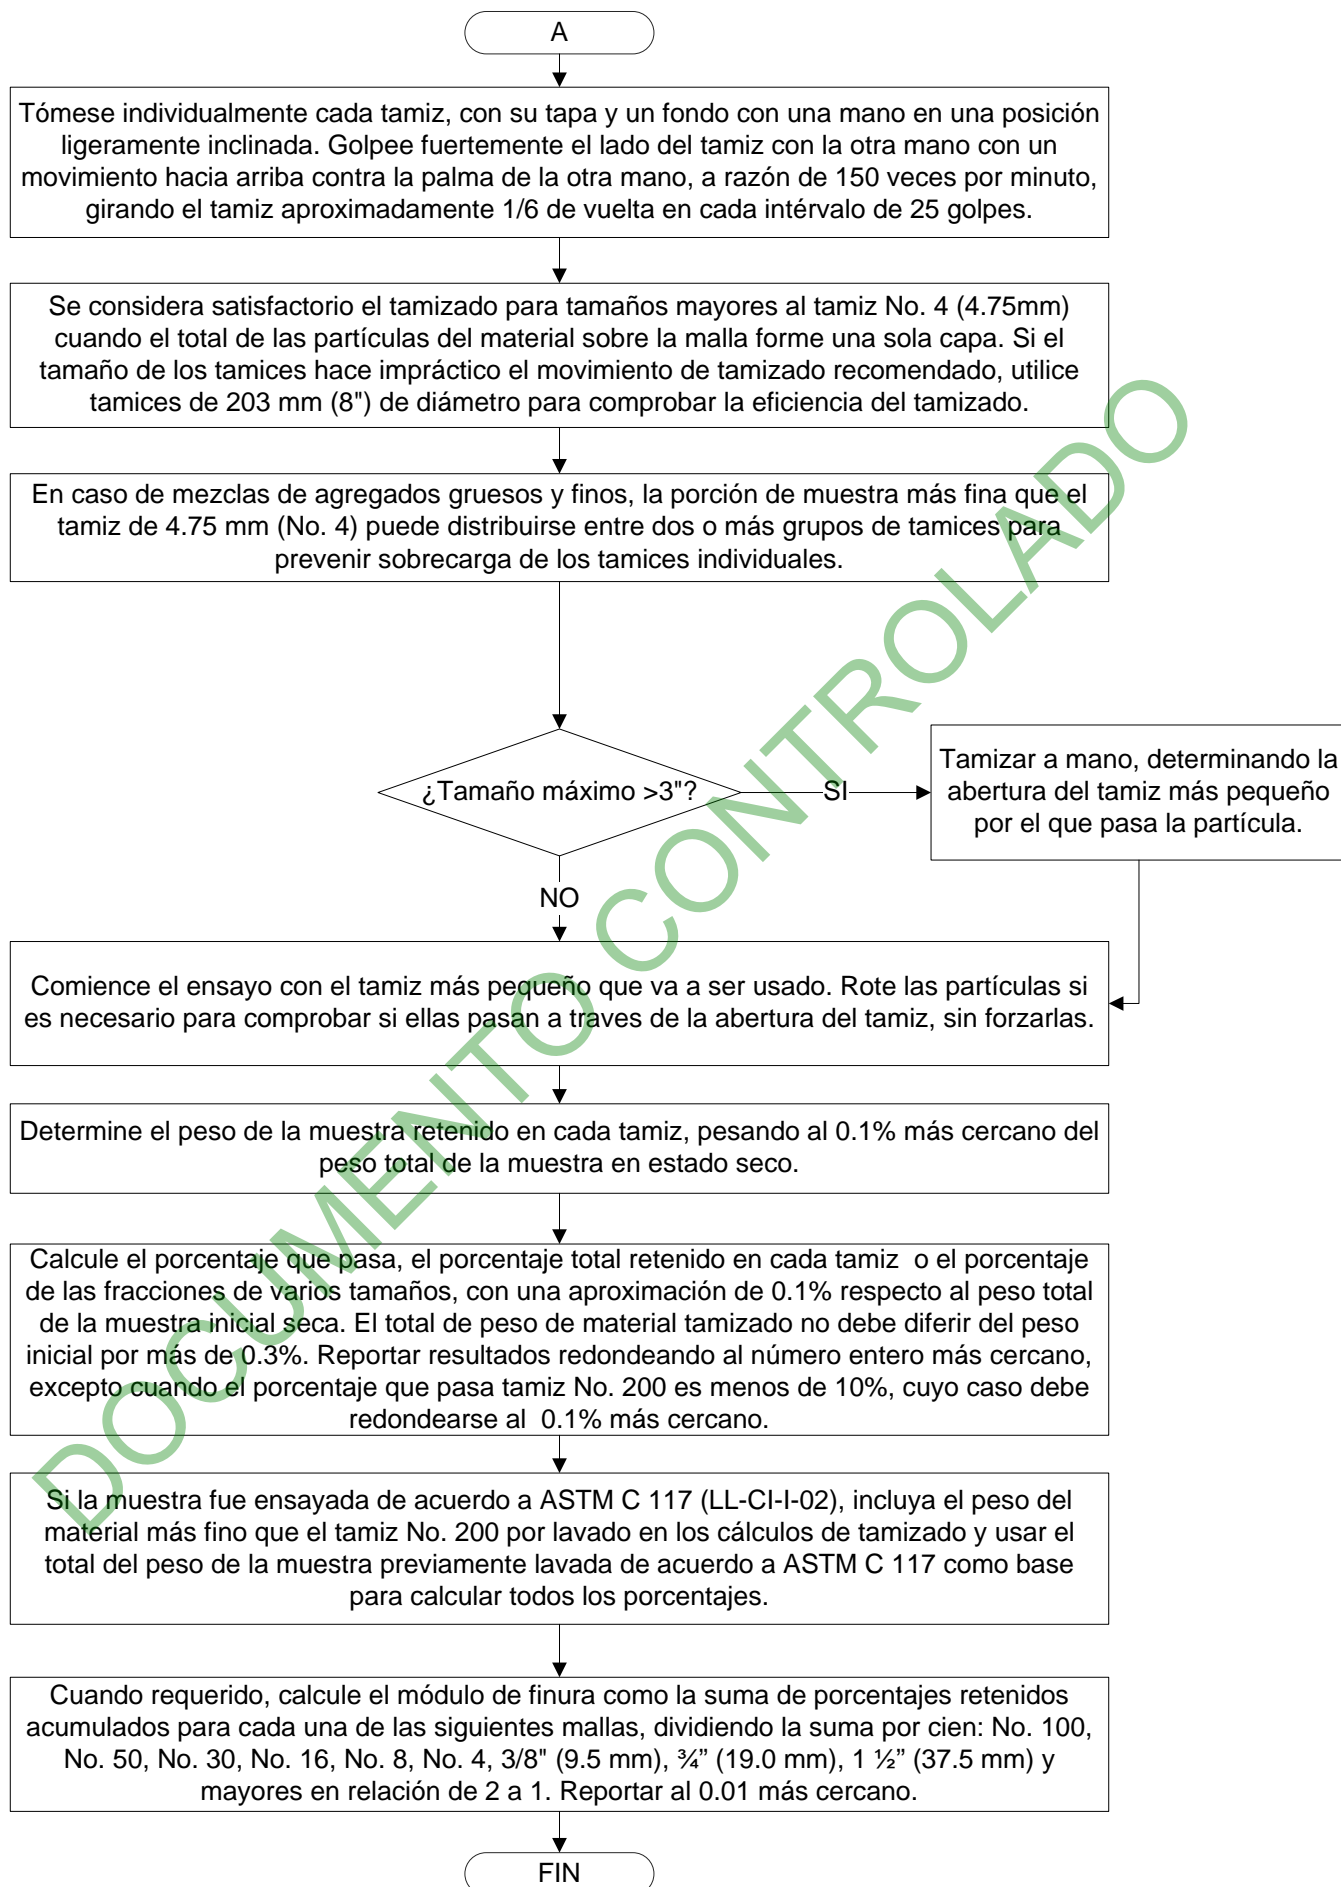 A
Tómese individualmente cada tamiz, con su tapa y un fondo con una mano en una posición
ligeramente inclinada. Golpee fuertemente el lado del tamiz con la otra mano con un
movimiento hacia arriba contra la palma de la otra mano, a razón de 150 veces por minuto,
girando el tamiz aproximadamente 1/6 de vuelta en cada intérvalo de 25 golpes.
Se considera satisfactorio el tamizado para tamaños mayores al tamiz No. 4 (4.75mm)
cuando el total de las partículas del material sobre la malla forme una sola capa. Si el
tamaño de los tamices hace impráctico el movimiento de tamizado recomendado, utilice
tamices de 203 mm (8") de diámetro para comprobar la eficiencia del tamizado.
En caso de mezclas de agregados gruesos y finos, la porción de muestra más fina que el
tamiz de 4.75 mm (No. 4) puede distribuirse entre dos o más grupos de tamices para
prevenir sobrecarga de los tamices individuales.
¿Tamaño máximo >3"?
SI
Tamizar a mano, determinando la
abertura del tamiz más pequeño
por el que pasa la partícula.
NO
Comience el ensayo con el tamiz más pequeño que va a ser usado. Rote las partículas si
es necesario para comprobar si ellas pasan a traves de la abertura del tamiz, sin forzarlas.
Determine el peso de la muestra retenido en cada tamiz, pesando al 0.1% más cercano del
peso total de la muestra en estado seco.
Calcule el porcentaje que pasa, el porcentaje total retenido en cada tamiz  o el porcentaje
de las fracciones de varios tamaños, con una aproximación de 0.1% respecto al peso total
de la muestra inicial seca. El total de peso de material tamizado no debe diferir del peso
inicial por más de 0.3%. Reportar resultados redondeando al número entero más cercano,
excepto cuando el porcentaje que pasa tamiz No. 200 es menos de 10%, cuyo caso debe
redondearse al  0.1% más cercano.
Si la muestra fue ensayada de acuerdo a ASTM C 117 (LL-CI-I-02), incluya el peso del
material más fino que el tamiz No. 200 por lavado en los cálculos de tamizado y usar el
total del peso de la muestra previamente lavada de acuerdo a ASTM C 117 como base
para calcular todos los porcentajes.
Cuando requerido, calcule el módulo de finura como la suma de porcentajes retenidos
acumulados para cada una de las siguientes mallas, dividiendo la suma por cien: No. 100,
No. 50, No. 30, No. 16, No. 8, No. 4, 3/8" (9.5 mm), ¾” (19.0 mm), 1 ½” (37.5 mm) y
mayores en relación de 2 a 1. Reportar al 0.01 más cercano.
FIN
DOCUMENTO CONTROLADO